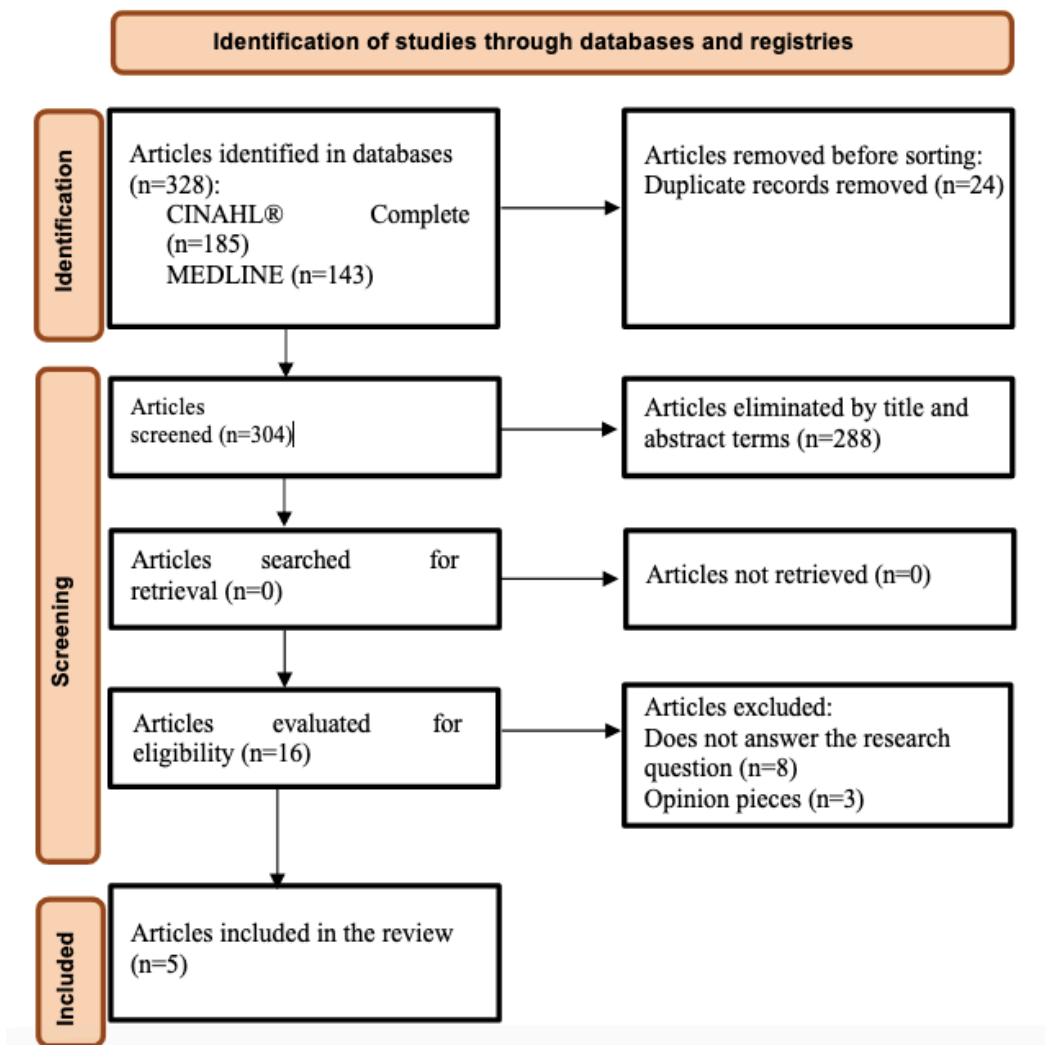 Identification of studies through databases and registries
Identification
Articles identified in databases
(n=328):
CINAHL® Complete
(n=185)
MEDLINE (n=143)
Articles removed before sorting:
Duplicate records removed (n=24)
Screening
Articles
screened (n=304)
Articles eliminated by title and
abstract terms (n=288)
Articles searched for
retrieval (n=0)
Articles not retrieved (n=0)
Articles evaluated for
eligibility (n=16)
Articles excluded:
Does not answer the research
question (n=8)
Opinion pieces (n=3)
Included
Articles included in the review
(n=5)